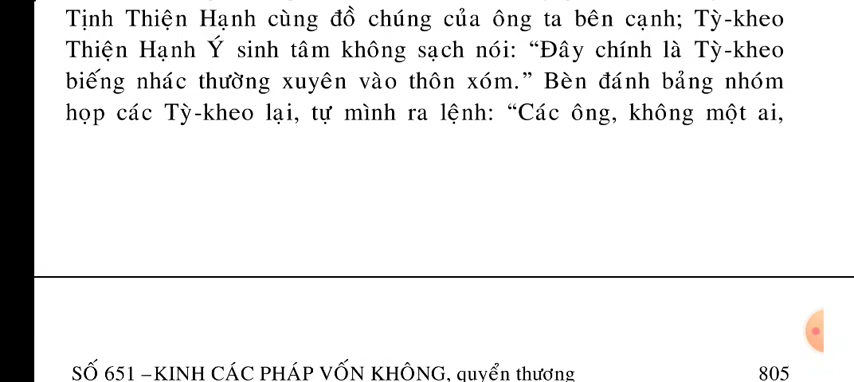 Tịnh Thiện Hạnh cùng đồ chúng của ông ta bên cạnh; Tỳ-kheo
Thiện Hạnh Ý sinh tâm không sạch nói: “Đây chính là Tỳ-kheo
biếng nhác thường xuyên vào thôn xóm.” Bèn đánh bảng nhóm
họp các Tỳ-kheo lại, tự mình ra lệnh: “Các ông, không một ai,
SỐ 651 –KINH CÁC PHÁP VỐN KHÔNG, quyển thượng
805